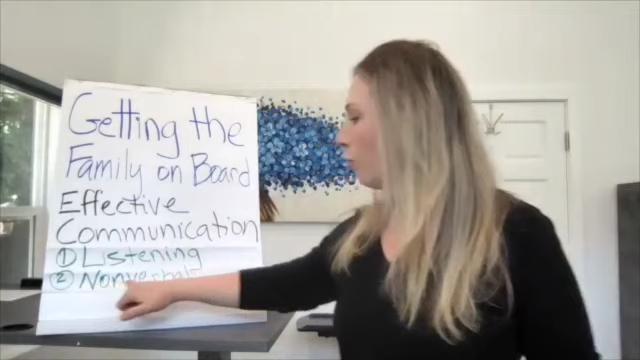 Getting the
Family on Board
Effective
Communication
① Listening
② Nonverbal